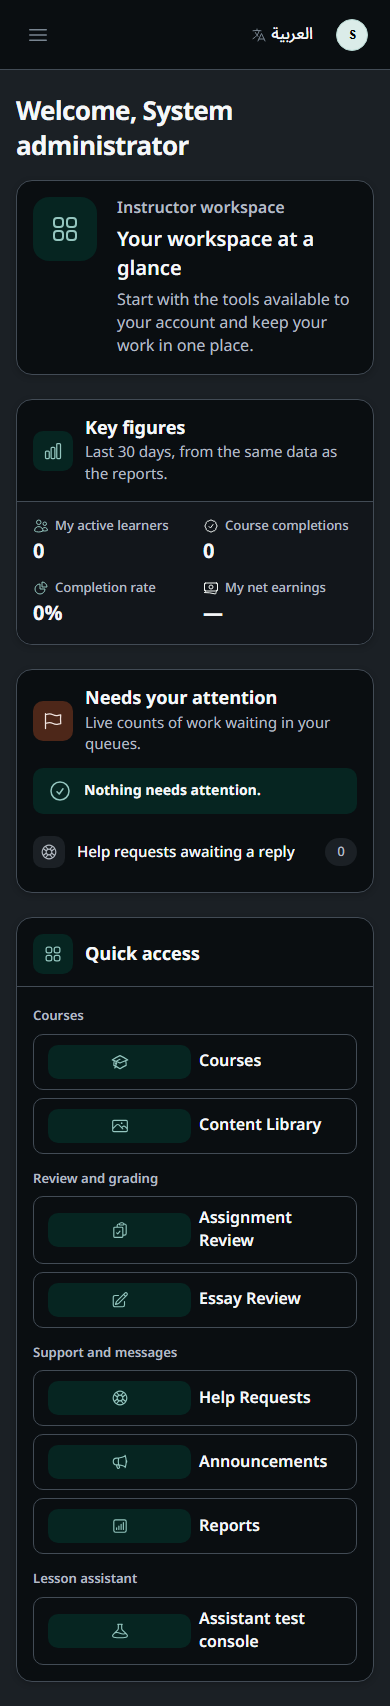 العربية
S
Welcome, System
administrator
Instructor workspace
Your workspace at a
glance
Start with the tools available to
your account and keep your
work in one place.
Key figures
Last 30 days, from the same data as
the reports.
My active learners
0
Course completions
0
Completion rate
0%
My net earnings
—
Needs your attention
Live counts of work waiting in your
queues.
Nothing needs attention.
Help requests awaiting a reply
0
Quick access
Courses
Courses
Content Library
Review and grading
Assignment
Review
Essay Review
Support and messages
Help Requests
Announcements
Reports
Lesson assistant
Assistant test
console